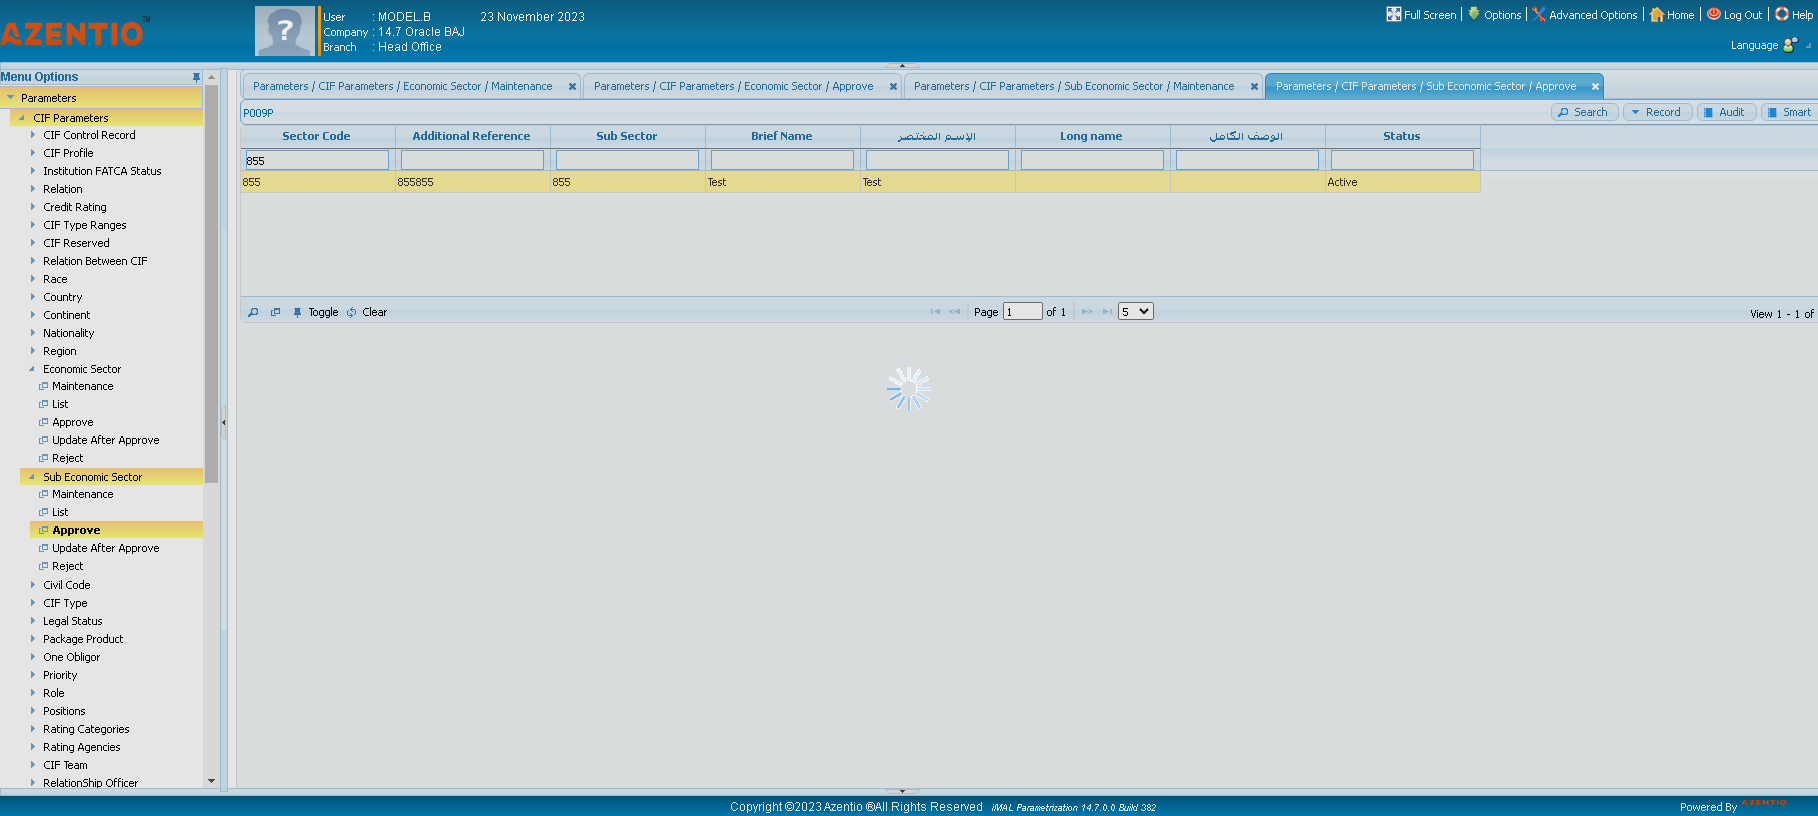 AZENTIO™
User : MODEL.B 23 November 2023
Company : 14.7 Oracle BAJ
Branch : Head Office
Full Screen Options Advanced Options Home Log Out Help
Language
Menu Options
Parameters
CIF Parameters
CIF Control Record
CIF Profile
Institution FATCA Status
Relation
Credit Rating
CIF Type Ranges
CIF Reserved
Relation Between CIF
Race
Country
Continent
Nationality
Region
Economic Sector
Maintenance
List
Approve
Update After Approve
Reject
Sub Economic Sector
Maintenance
List
Approve
Update After Approve
Reject
Civil Code
CIF Type
Legal Status
Package Product
One Obligor
Priority
Role
Positions
Rating Categories
Rating Agencies
CIF Team
RelationShip Officer
Parameters / CIF Parameters / Economic Sector / Maintenance
Parameters / CIF Parameters / Economic Sector / Approve
Parameters / CIF Parameters / Sub Economic Sector / Maintenance
Parameters / CIF Parameters / Sub Economic Sector / Approve
P009P
Search Record Audit Smart
Sector Code Additional Reference Sub Sector Brief Name الإسم المختصر Long name الوصف الكامل Status
855
855 855855 855 Test Test Active
Toggle Clear
Page 1 of 1 5
View 1 - 1 of
Copyright ©2023 Azentio ®All Rights Reserved iMAL Parametrization 14.7.0.0 Build 382
Powered By AZENTIO